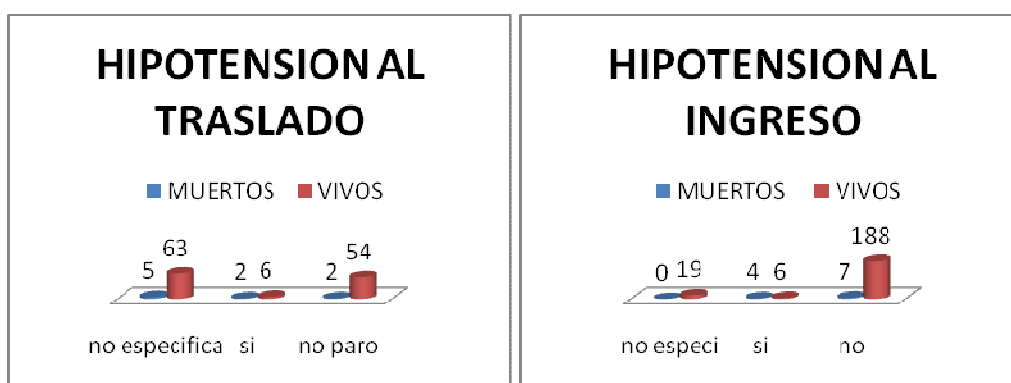 HIPOTENSION AL
TRASLADO
MUERTOS VIVOS
5 63 2 6 2 54
no especifica si no paro
HIPOTENSION AL
INGRESO
MUERTOS VIVOS
0 19 4 6 7 188
no especi si no